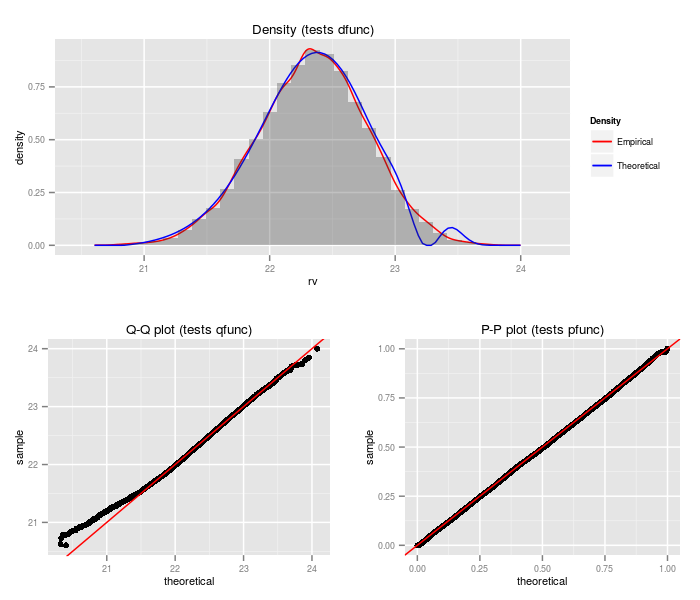 Density (tests dfunc)
density
0.75
0.50
0.25
0.00
21 22 23 24
rv
Density
Empirical
Theoretical
Q-Q plot (tests qfunc)
sample
24
23
22
21
21 22 23 24
theoretical
P-P plot (tests pfunc)
sample
1.00
0.75
0.50
0.25
0.00
0.00 0.25 0.50 0.75 1.00
theoretical